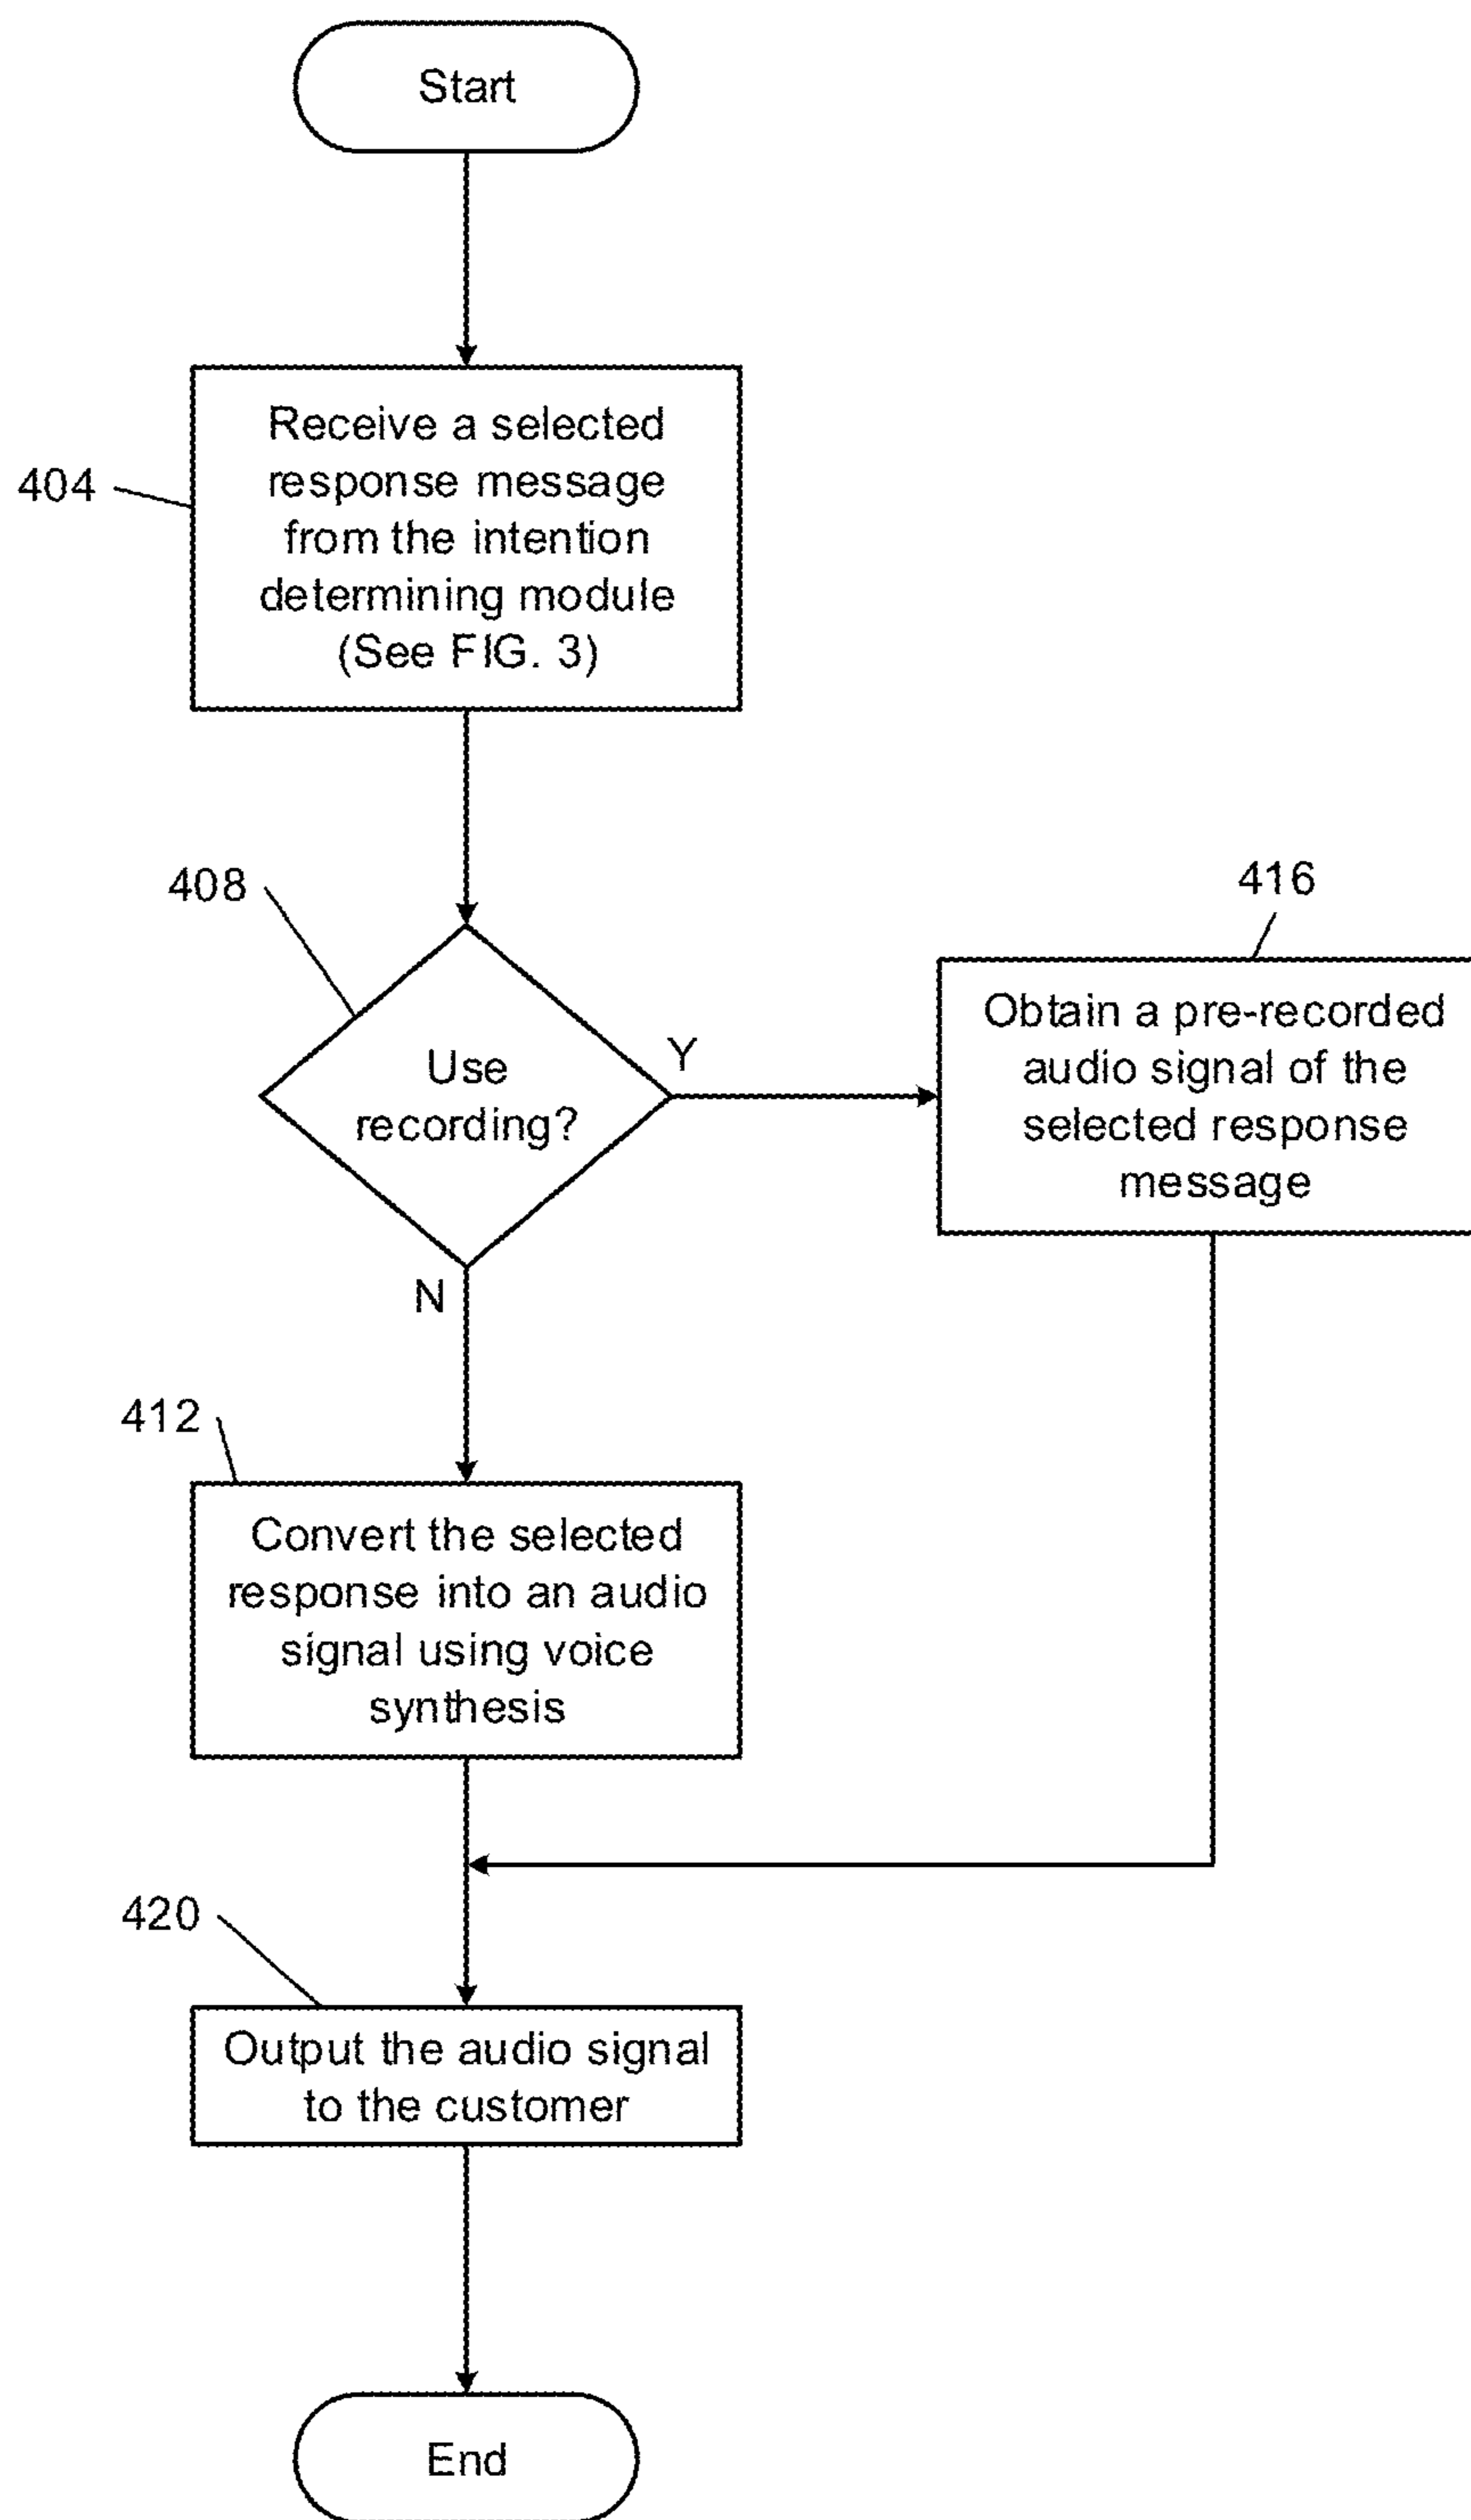 Start
404
Receive a selected
response message
from the intention
determining module
(See FIG. 3)
408
Use
recording?
Y
N
416
Obtain a pre-recorded
audio signal of the
selected response
message
412
Convert the selected
response into an audio
signal using voice
synthesis
420
Output the audio signal
to the customer
End